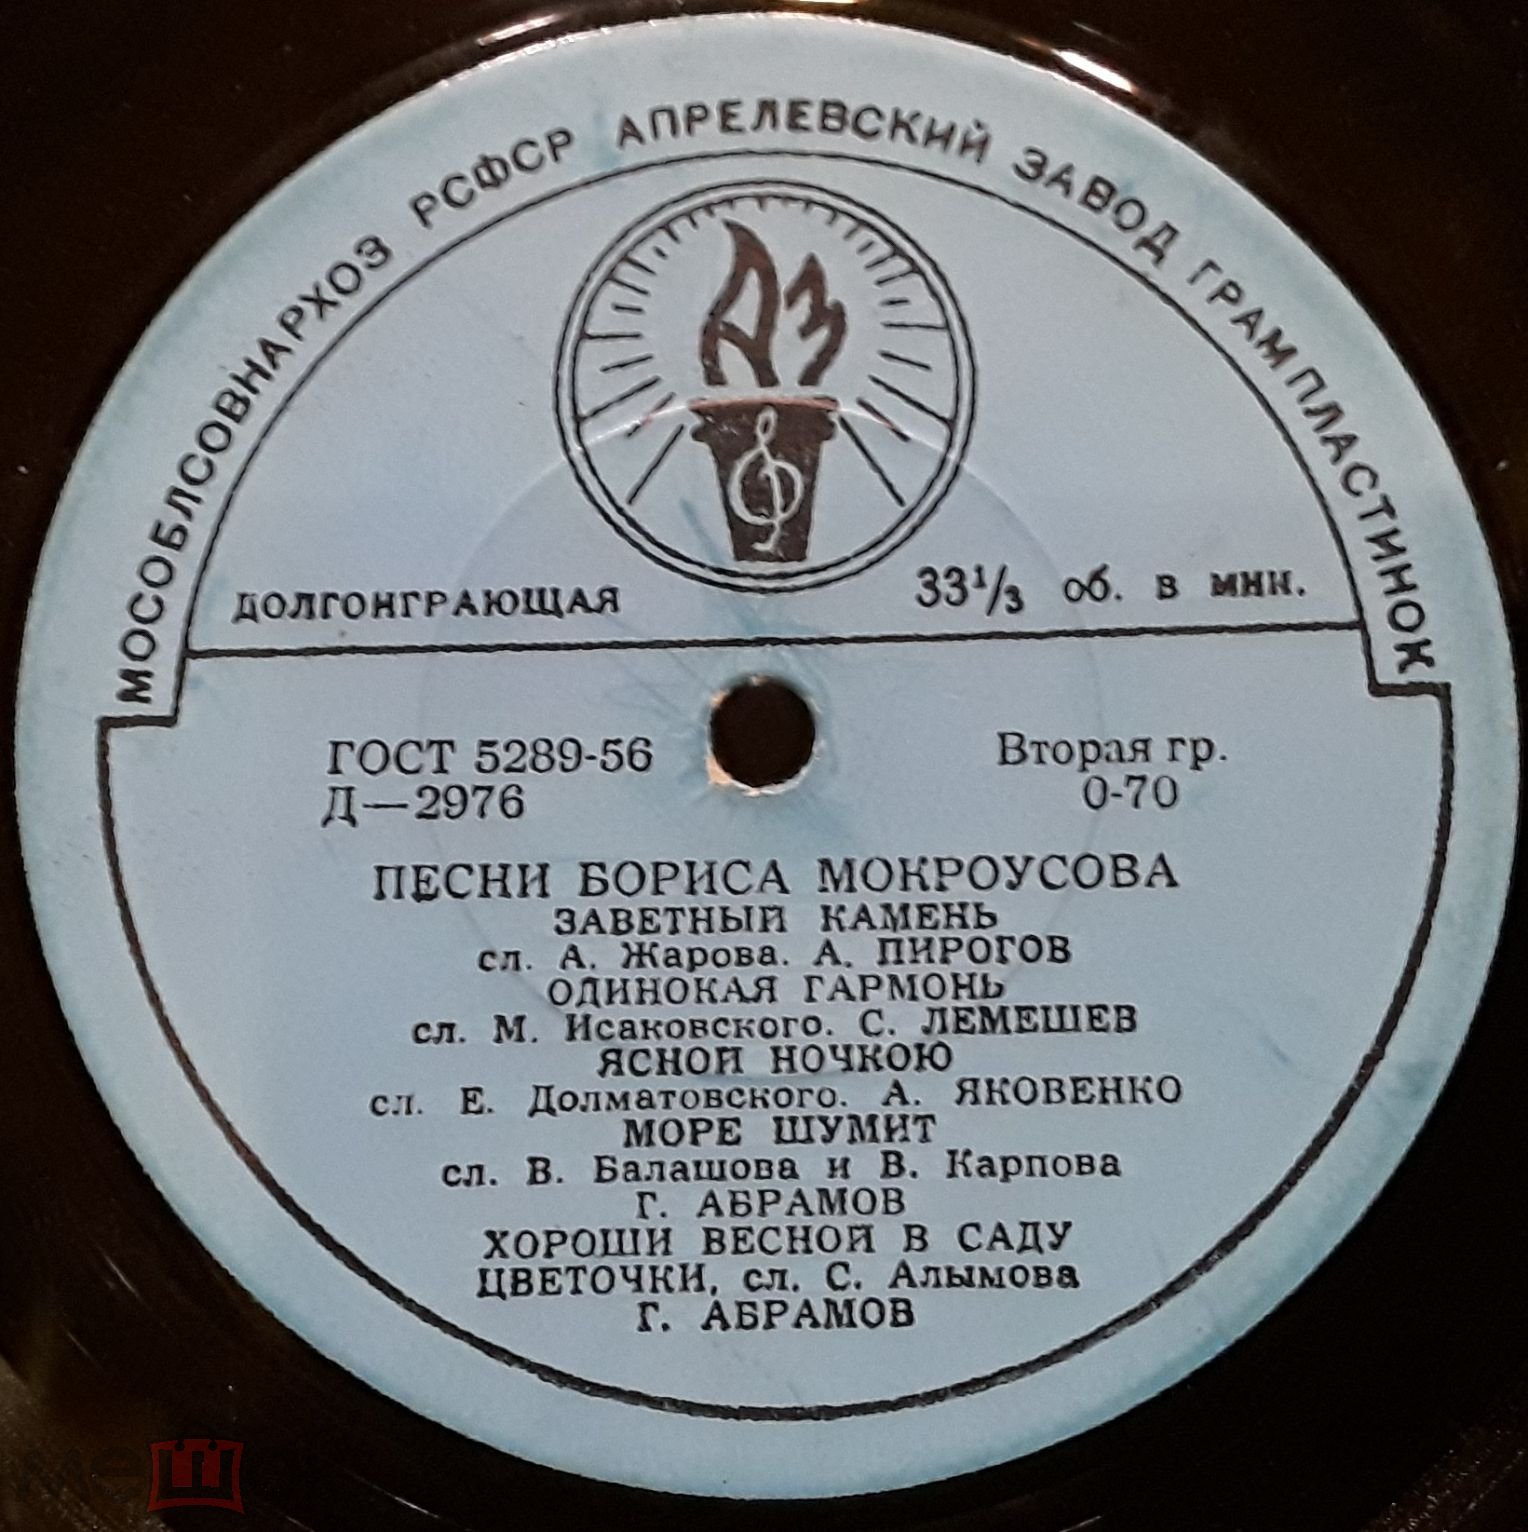 МОСОБЛСОВНАРХОЗ РСФСР АПРЕЛЕВСКИЙ ЗАВОД ГРАМПЛАСТИНОК
АЗ
ДОЛГОИГРАЮЩАЯ 33⅓ об. в мин.
ГОСТ 5289-56 Вторая гр.
Д—2976 0-70
ПЕСНИ БОРИСА МОКРОУСОВА
ЗАВЕТНЫЙ КАМЕНЬ
сл. А. Жарова. А. ПИРОГОВ
ОДИНОКАЯ ГАРМОНЬ
сл. М. Исаковского. С. ЛЕМЕШЕВ
ЯСНОЙ НОЧКОЮ
сл. Е. Долматовского. А. ЯКОВЕНКО
МОРЕ ШУМИТ
сл. В. Балашова и В. Карпова
Г. АБРАМОВ
ХОРОШИ ВЕСНОЙ В САДУ
ЦВЕТОЧКИ, сл. С. Алымова
Г. АБРАМОВ